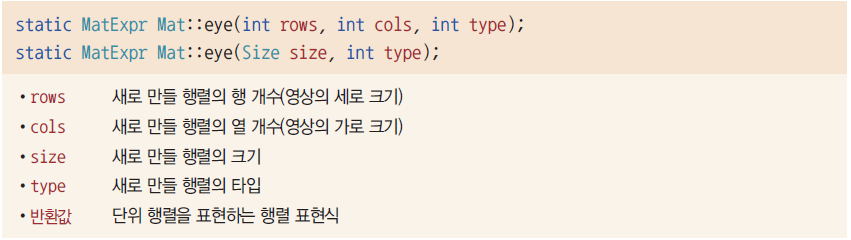 static MatExpr Mat::eye(int rows, int cols, int type);
static MatExpr Mat::eye(Size size, int type);
• rows 새로 만들 행렬의 행 개수(영상의 세로 크기)
• cols 새로 만들 행렬의 열 개수(영상의 가로 크기)
• size 새로 만들 행렬의 크기
• type 새로 만들 행렬의 타입
• 반환값 단위 행렬을 표현하는 행렬 표현식